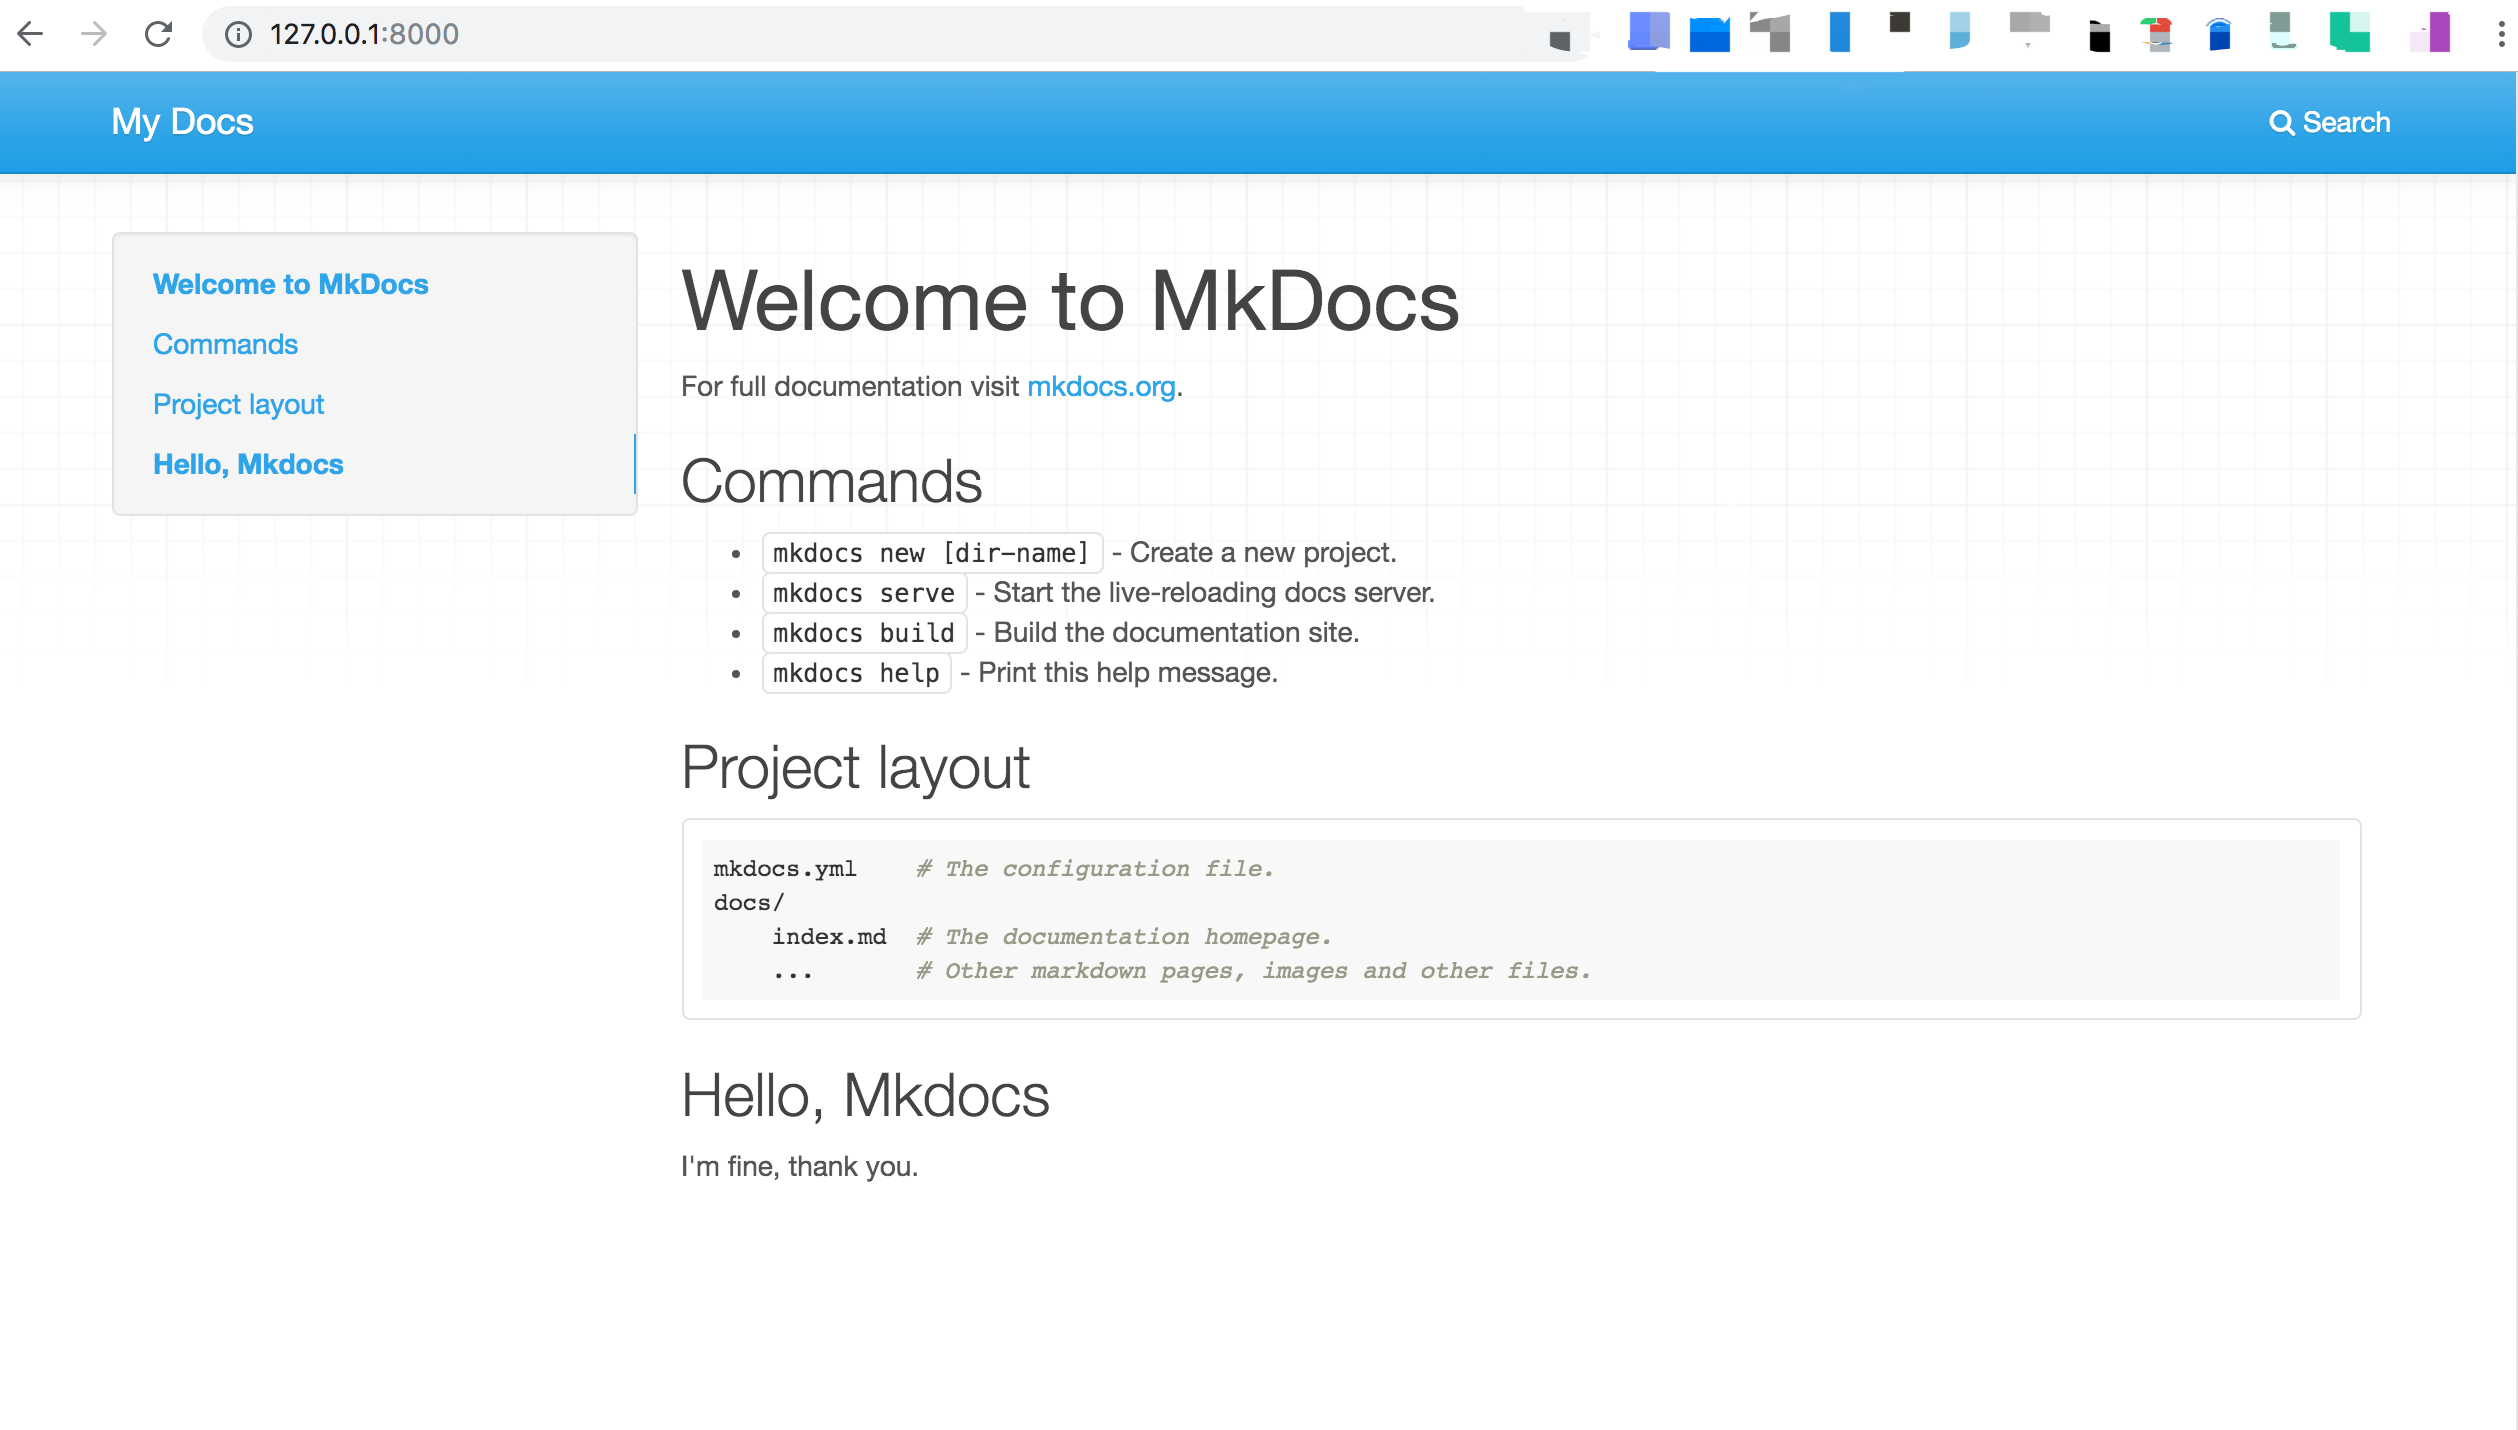 127.0.0.1:8000
My Docs
Search
Welcome to MkDocs
Commands
Project layout
Hello, Mkdocs
Welcome to MkDocs
For full documentation visit mkdocs.org.
Commands
mkdocs new [dir-name] - Create a new project.
mkdocs serve - Start the live-reloading docs server.
mkdocs build - Build the documentation site.
mkdocs help - Print this help message.
Project layout
mkdocs.yml    # The configuration file.
docs/
    index.md  # The documentation homepage.
    ...       # Other markdown pages, images and other files.
Hello, Mkdocs
I'm fine, thank you.